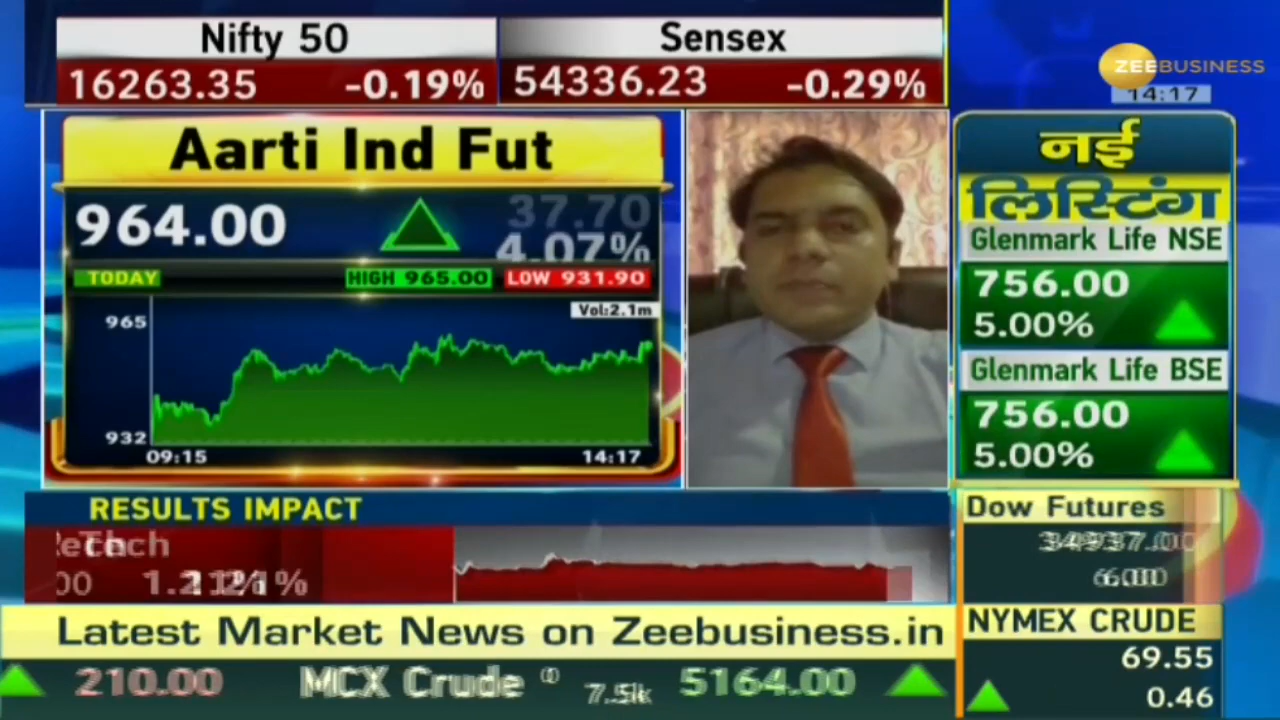 Nifty 50
16263.35 -0.19%
Sensex
54336.23 -0.29%
ZEEBUSINESS
14:17
Aarti Ind Fut
964.00
37.70
4.07%
TODAY HIGH 965.00 LOW 931.90
Vol:2.1m
965
932
09:15 14:17
नई
लिस्टिंग
Glenmark Life NSE
756.00
5.00%
Glenmark Life BSE
756.00
5.00%
RESULTS IMPACT
Dow Futures
NYMEX CRUDE
69.55
0.46
Latest Market News on Zeebusiness.in
210.00 MCX Crude 5164.00